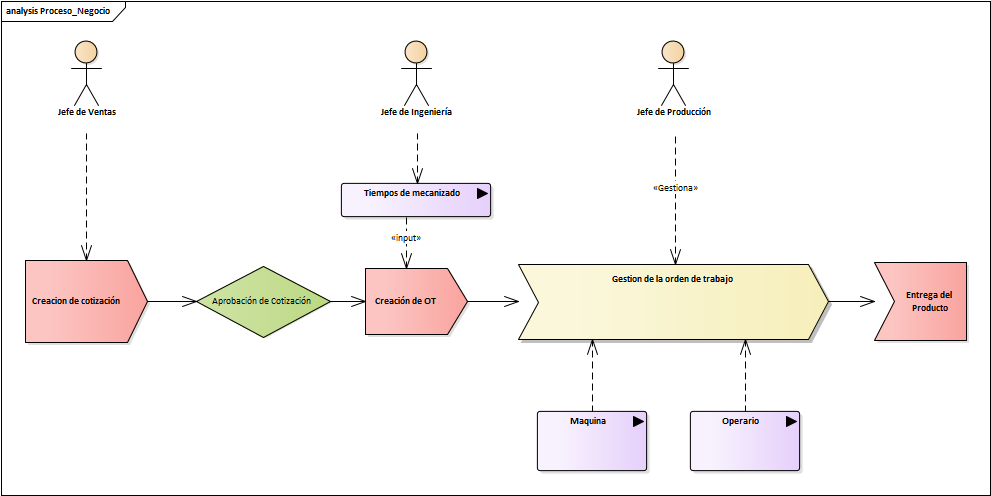 analysis Proceso_Negocio
Jefe de Ventas
Jefe de Ingeniería
Jefe de Producción
Tiempos de mecanizado
«Gestiona»
«input»
Creacion de cotización
Aprobación de Cotización
Creación de OT
Gestion de la orden de trabajo
Entrega del
Producto
Maquina
Operario